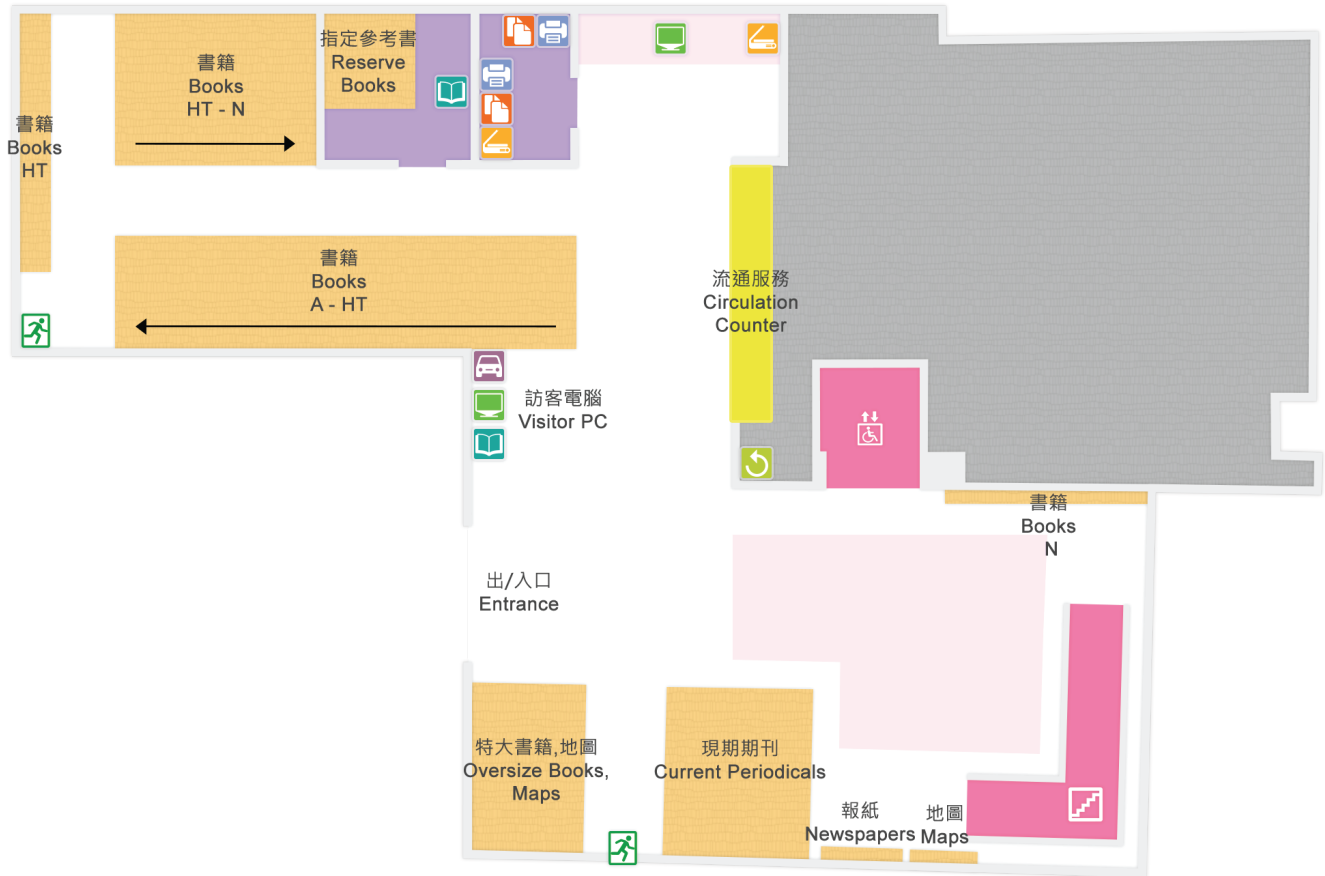 指定參考書
Reserve
Books
書籍
Books
HT - N
書籍
Books
HT
書籍
Books
A - HT
流通服務
Circulation
Counter
訪客電腦
Visitor PC
書籍
Books
N
出/入口
Entrance
特大書籍,地圖
Oversize Books,
Maps
現期期刊
Current Periodicals
報紙
Newspapers
地圖
Maps